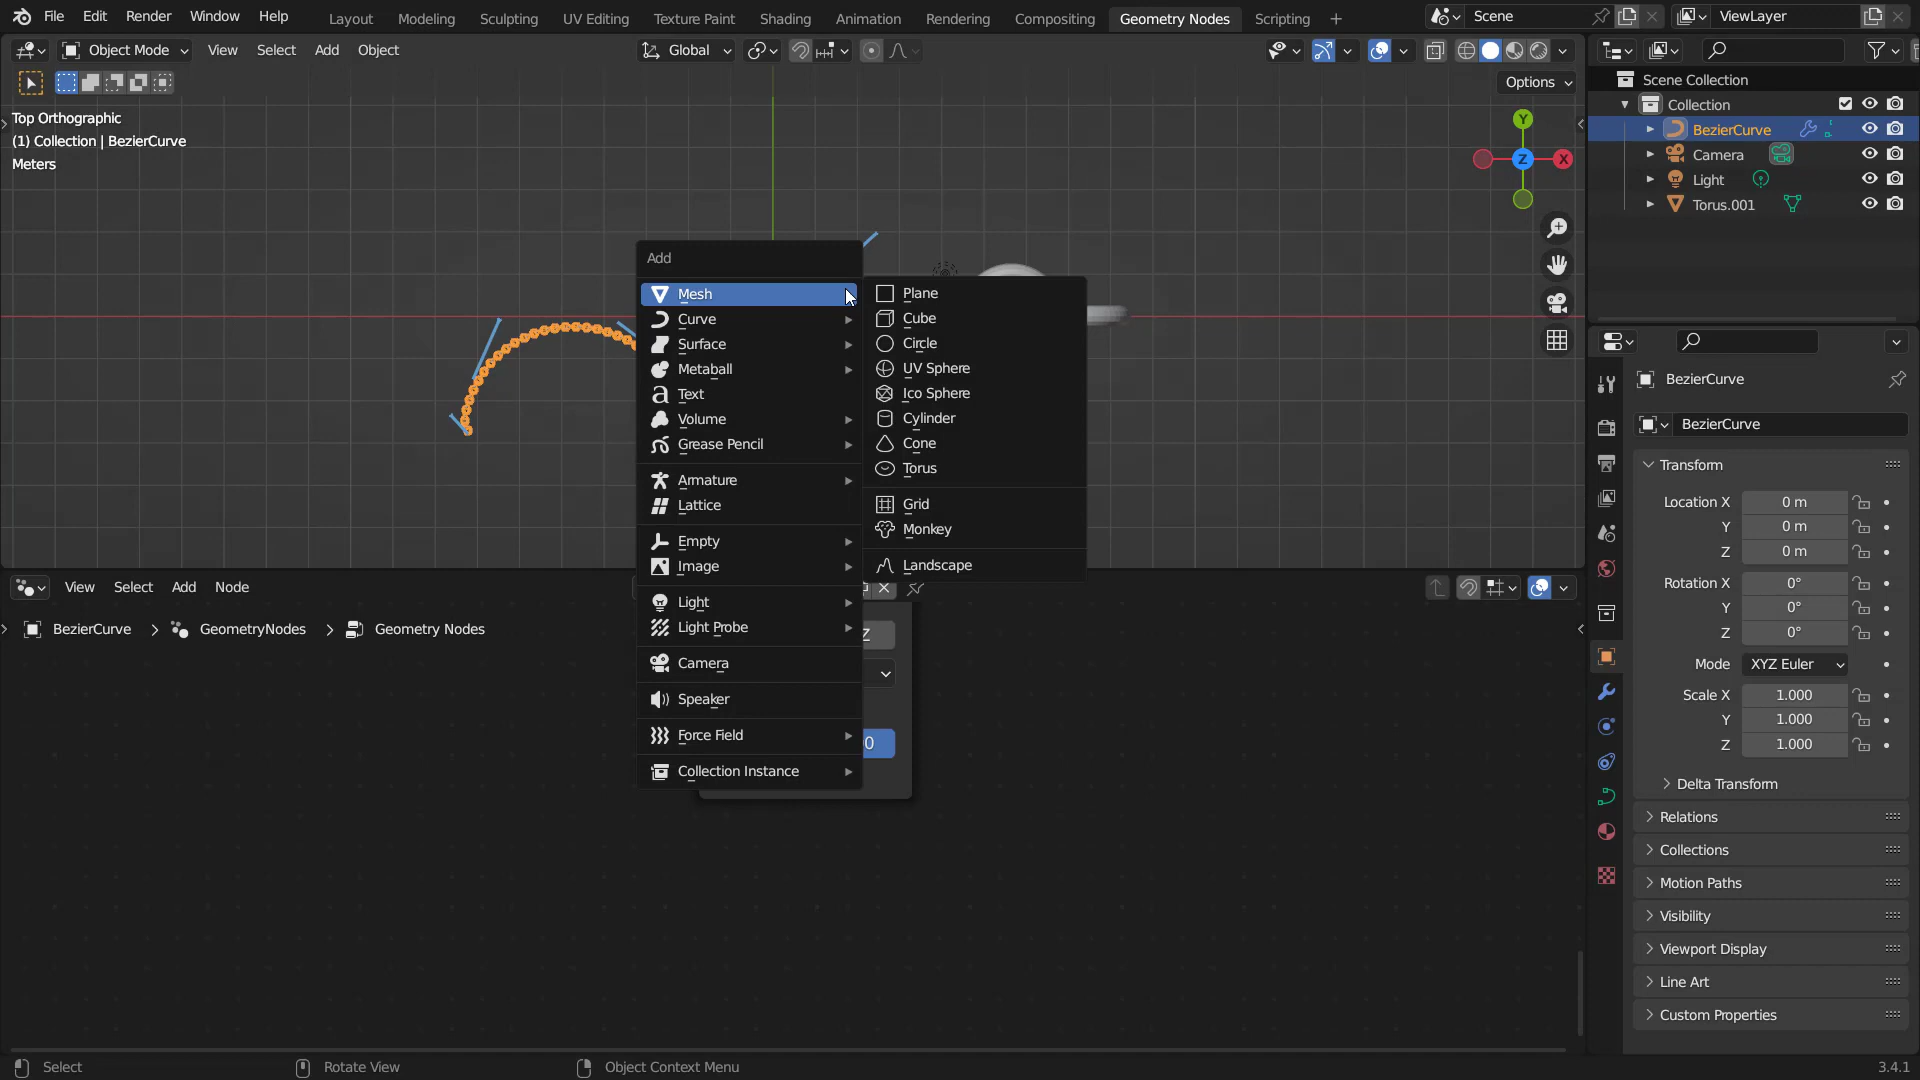 File Edit Render Window Help Layout Modeling Sculpting UV Editing Texture Paint Shading Animation Rendering Compositing Geometry Nodes Scripting + Scene ViewLayer
Object Mode View Select Add Object Global
Options
Top Orthographic
(1) Collection | BezierCurve
Meters
Y
Z
X
Add
Mesh
Curve
Surface
Metaball
Text
Volume
Grease Pencil
Armature
Lattice
Empty
Image
Light
Light Probe
Camera
Speaker
Force Field
Collection Instance
Plane
Cube
Circle
UV Sphere
Ico Sphere
Cylinder
Cone
Torus
Grid
Monkey
Landscape
View Select Add Node
BezierCurve > GeometryNodes > Geometry Nodes
Z
0
Scene Collection
Collection
BezierCurve
Camera
Light
Torus.001
BezierCurve
BezierCurve
Transform
Location X 0 m
Y 0 m
Z 0 m
Rotation X 0°
Y 0°
Z 0°
Mode XYZ Euler
Scale X 1.000
Y 1.000
Z 1.000
Delta Transform
Relations
Collections
Motion Paths
Visibility
Viewport Display
Line Art
Custom Properties
Select Rotate View Object Context Menu 3.4.1